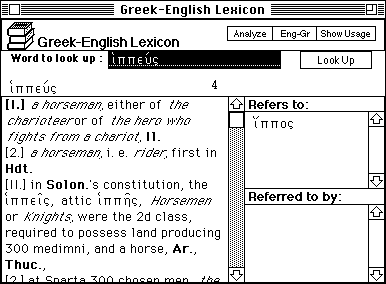 Greek-English Lexicon
Greek-English Lexicon
Analyze
Eng-Gr
Show Usage
Word to look up : ἱππεύς
Look Up
ἱππεύς 4
[I.] a horseman, either of the
charioteeror of the hero who
fights from a chariot, Il.
[2.] a horseman, i. e. rider, first in
Hdt.
[II.] in Solon.'s constitution, the
ἱππεῖς, attic ἱππῆς, Horsemen
or Knights, were the 2d class,
required to possess land producing
300 medimni, and a horse, Ar.,
Thuc.,
[2.] at Sparta 300 chosen men, the
Refers to:
ἵππος
Referred to by: